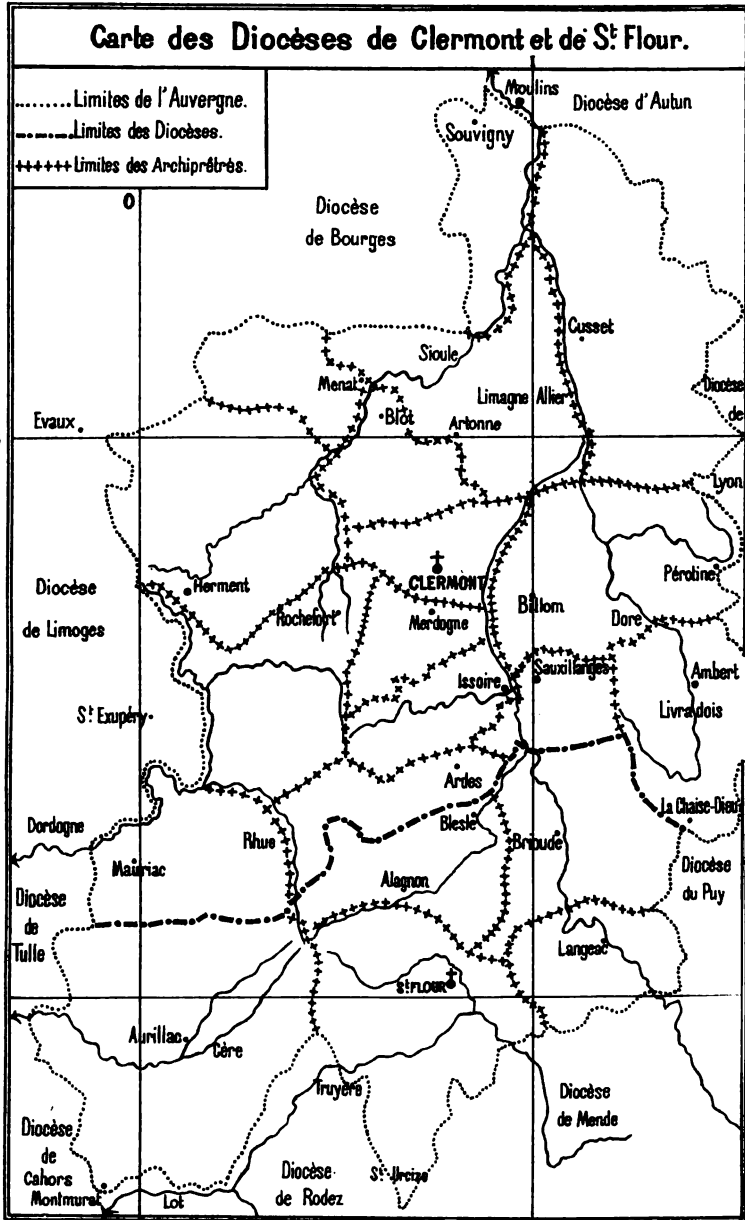 Carte des Diocèses de Clermont et de St Flour.
Limites de l'Auvergne.
Limites des Diocèses.
Limites des Archiprêtrés.
O
Moulins
Diocèse d'Autun
Souvigny
Diocèse
de Bourges
Cusset
Sioule
Menat
Limagne
Allier
Diocèse
de
Lyon
Blot
Artonne
Evaux
CLERMONT
Pérotine
Herment
Diocèse
de Limoges
Rochefort
Merdogne
Billom
Dore
Sauxillanges
Ambert
Issoire
Livradois
St Exupéry
Ardes
La Chaise-Dieu
Blesle
Dordogne
Rhue
Brioude
Mauriac
Diocèse
du Puy
Alagnon
Diocèse
de
Tulle
Langeac
St FLOUR
Aurillac
Cère
Truyère
Diocèse
de Mende
Diocèse
de
Cahors
St Urcize
Diocèse
de Rodez
Montmurat
Lot